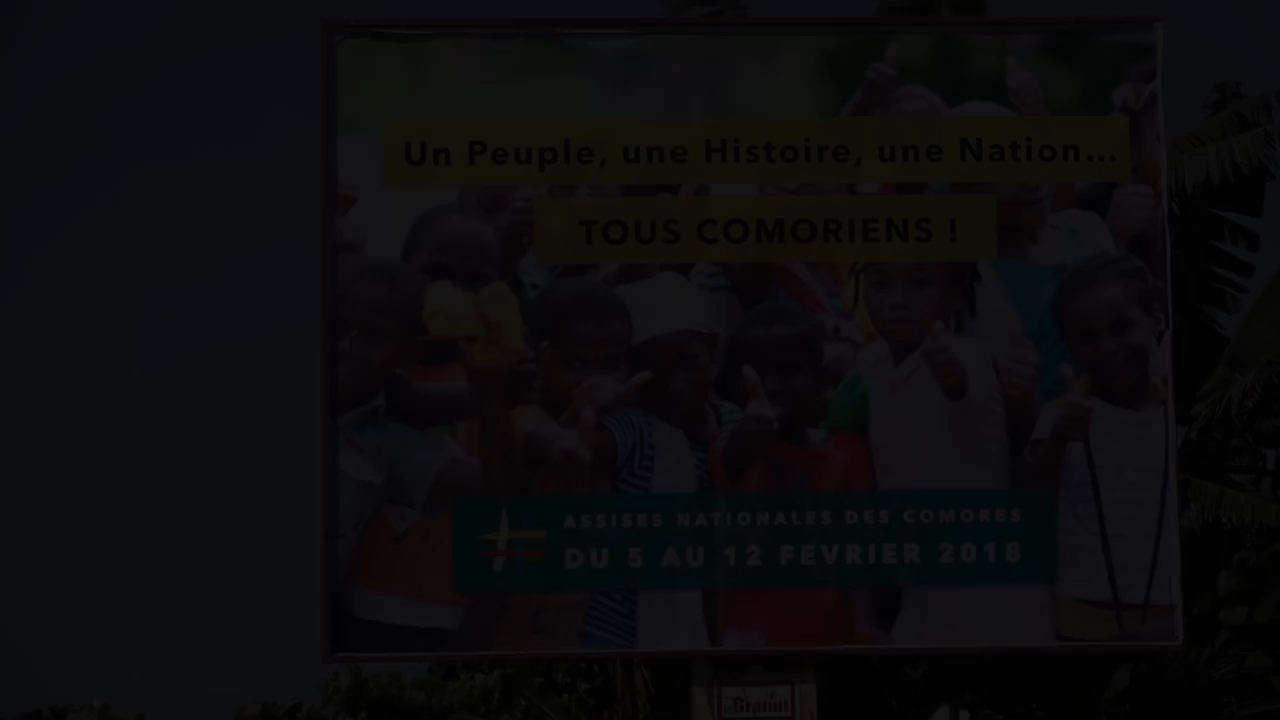 Un Peuple, une Histoire, une Nation...
TOUS COMORIENS !
ASSISES NATIONALES DES COMORES
DU 5 AU 12 FEVRIER 2018